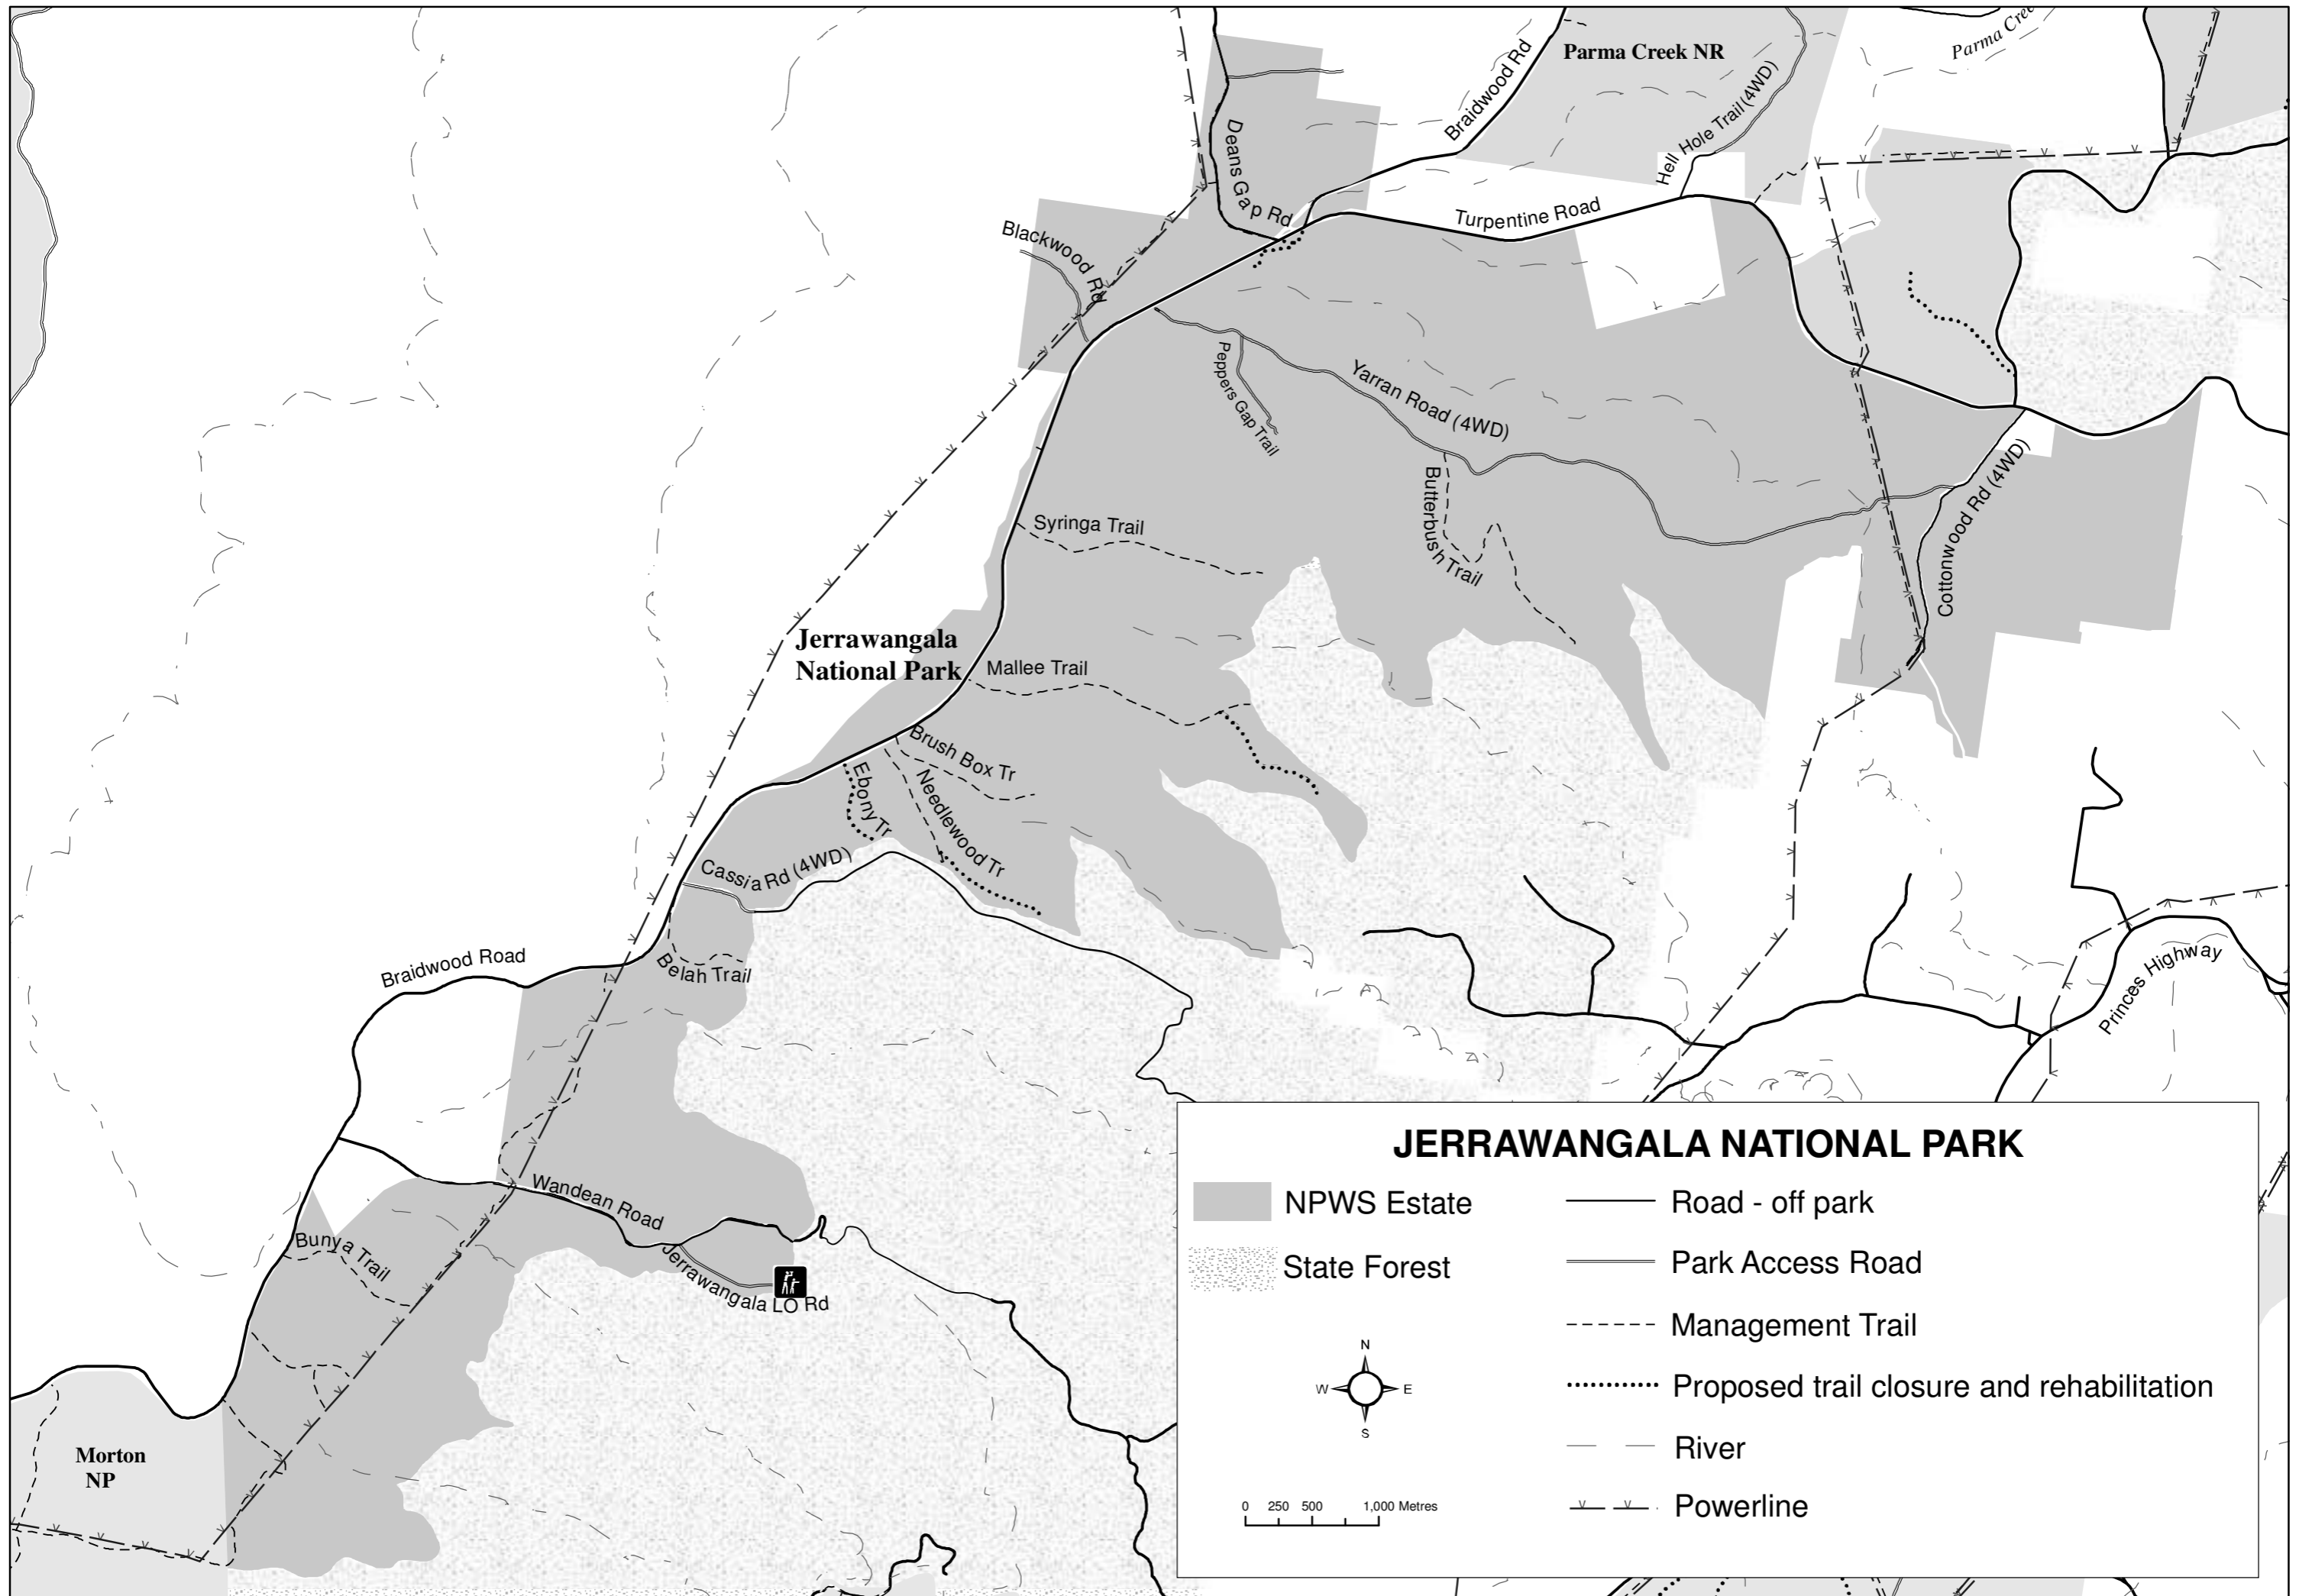 Parma Creek NR
Braidwood Rd
Hell Hole Trail (4WD)
Parma Cree
Deans Gap Rd
Turpentine Road
Blackwood Rd
Peppers Gap Trail
Yarran Road (4WD)
Butterbush Trail
Cottonwood Rd (4WD)
Syringa Trail
Jerrawangala
National Park
Mallee Trail
Brush Box Tr
Ebony Tr
Needlewood Tr
Cassia Rd (4WD)
Belah Trail
Braidwood Road
Princes Highway
Wandean Road
Bunya Trail
Jerrawangala LO Rd
Morton
NP
JERRAWANGALA NATIONAL PARK
NPWS Estate
State Forest
Road - off park
Park Access Road
Management Trail
Proposed trail closure and rehabilitation
River
Powerline
N
W E
S
0 250 500 1,000 Metres